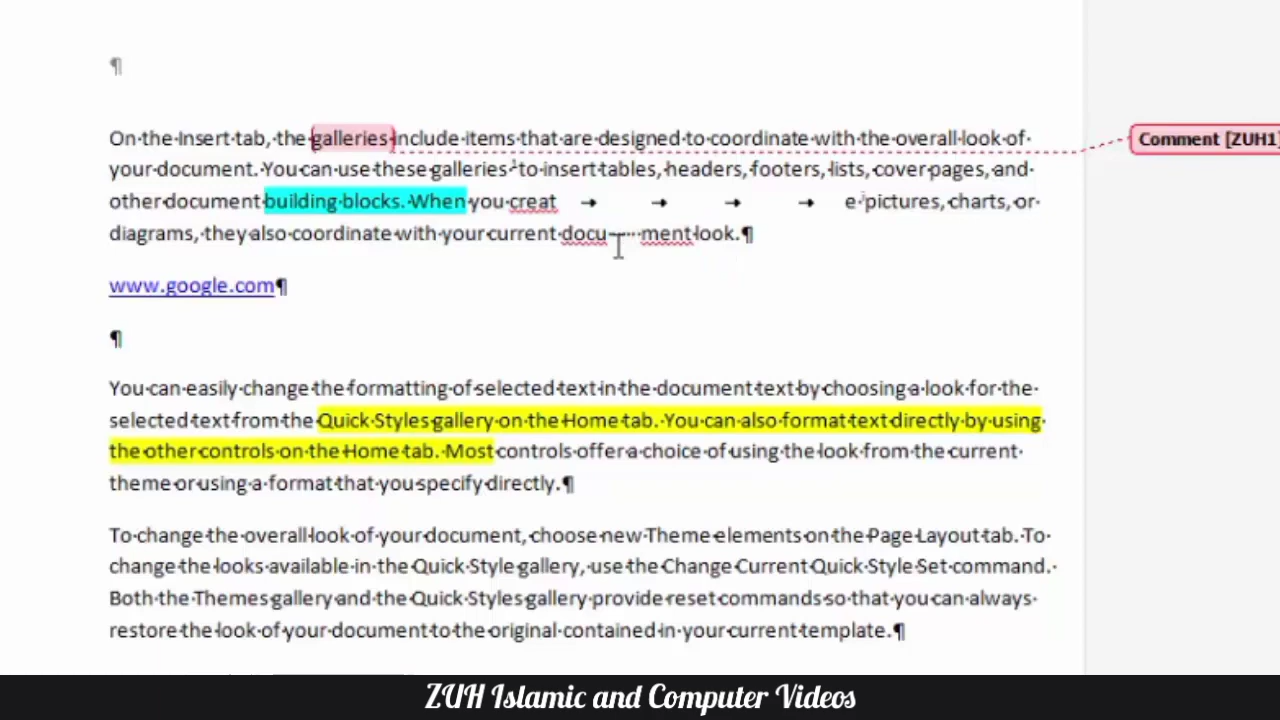 ¶
On the Insert tab, the galleries include items that are designed to coordinate with the overall look of
Comment [ZUH1]
your document. You can use these galleries¹ to insert tables, headers, footers, lists, cover pages, and
other document building blocks. When you creat → → → → e pictures, charts, or
diagrams, they also coordinate with your current docu ment look.¶
www.google.com¶
¶
You can easily change the formatting of selected text in the document text by choosing a look for the
selected text from the Quick Styles gallery on the Home tab. You can also format text directly by using
the other controls on the Home tab. Most controls offer a choice of using the look from the current
theme or using a format that you specify directly.¶
To change the overall look of your document, choose new Theme elements on the Page Layout tab. To
change the looks available in the Quick Style gallery, use the Change Current Quick Style Set command.
Both the Themes gallery and the Quick Styles gallery provide reset commands so that you can always
restore the look of your document to the original contained in your current template.¶
ZUH Islamic and Computer Videos